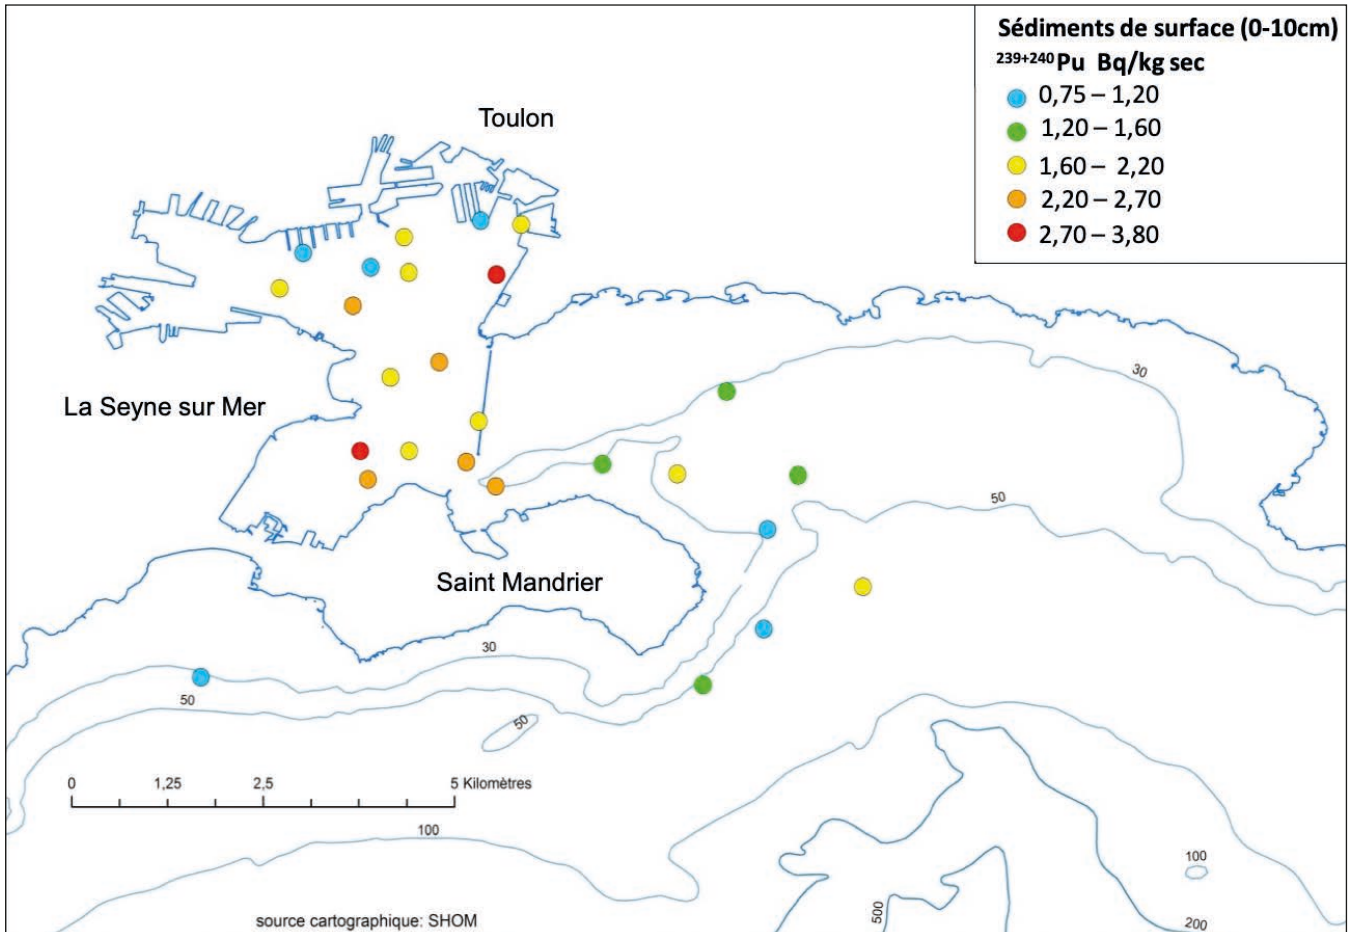 Sédiments de surface (0-10cm)
²³⁹⁺²⁴⁰Pu Bq/kg sec
0,75 – 1,20
1,20 – 1,60
1,60 – 2,20
2,20 – 2,70
2,70 – 3,80
Toulon
30
La Seyne sur Mer
50
Saint Mandrier
30
50
50
0 1,25 2,5 5 Kilomètres
100
100
500
200
source cartographique: SHOM